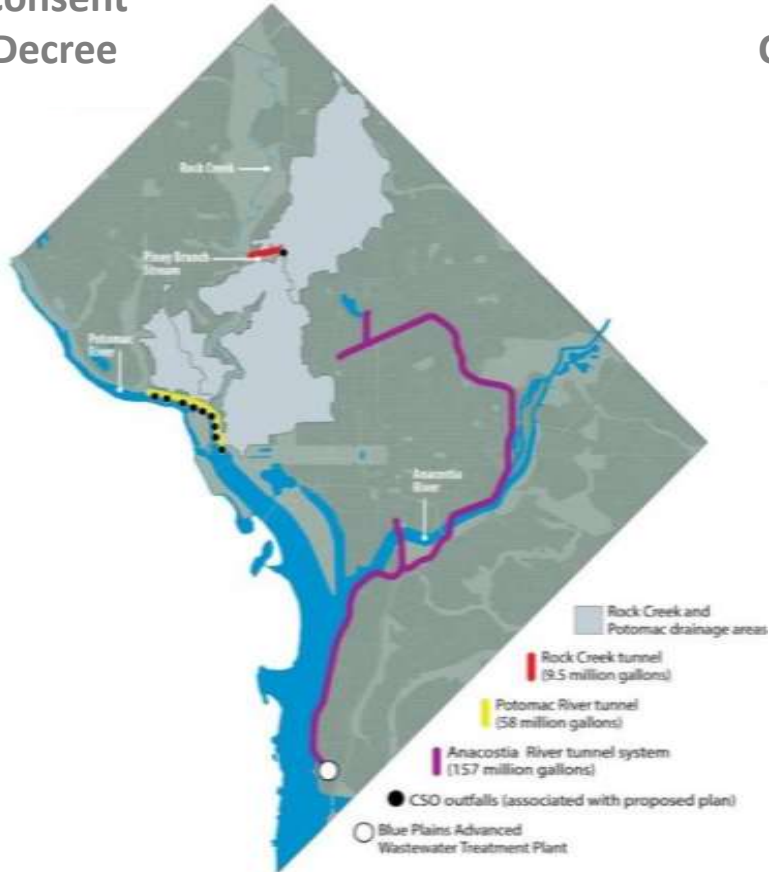 Consent
Decree
Rock Creek
Piney Branch
Stream
Potomac
River
Anacostia
River
Rock Creek and
Potomac drainage areas
Rock Creek tunnel
(9.5 million gallons)
Potomac River tunnel
(58 million gallons)
Anacostia River tunnel system
(157 million gallons)
CSO outfalls (associated with proposed plan)
Blue Plains Advanced
Wastewater Treatment Plant